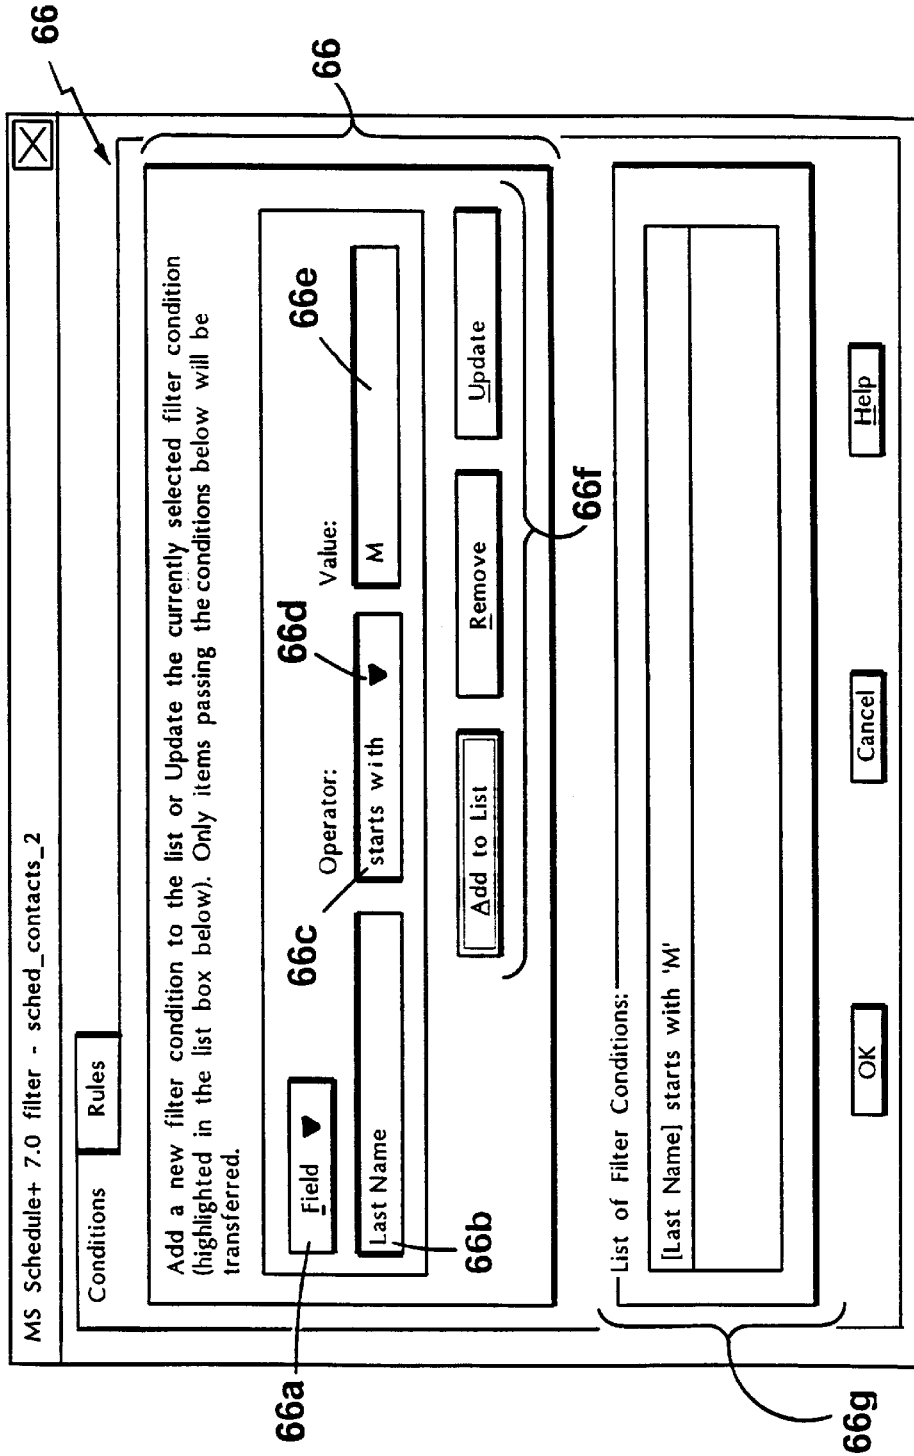 66
MS Schedule+ 7.0 filter - sched_contacts_2
Conditions
Rules
66
Add a new filter condition to the list or Update the currently selected filter condition
(highlighted in the list box below). Only items passing the conditions below will be
transferred.
66a
Field
66c
Operator:
66d
Value:
66e
Last Name
starts with
M
66b
Add to List
Remove
Update
66f
List of Filter Conditions:
[Last Name] starts with 'M'
66g
OK
Cancel
Help